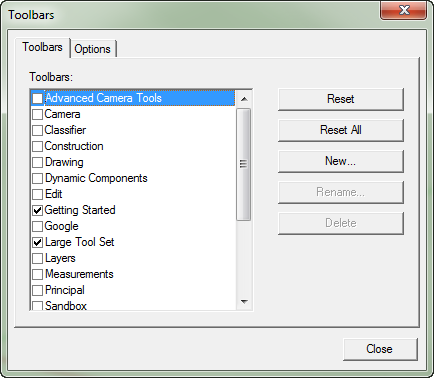 Toolbars
Toolbars
Options
Toolbars:
Advanced Camera Tools
Camera
Classifier
Construction
Drawing
Dynamic Components
Edit
Getting Started
Google
Large Tool Set
Layers
Measurements
Principal
Sandbox
Reset
Reset All
New...
Rename...
Delete
Close